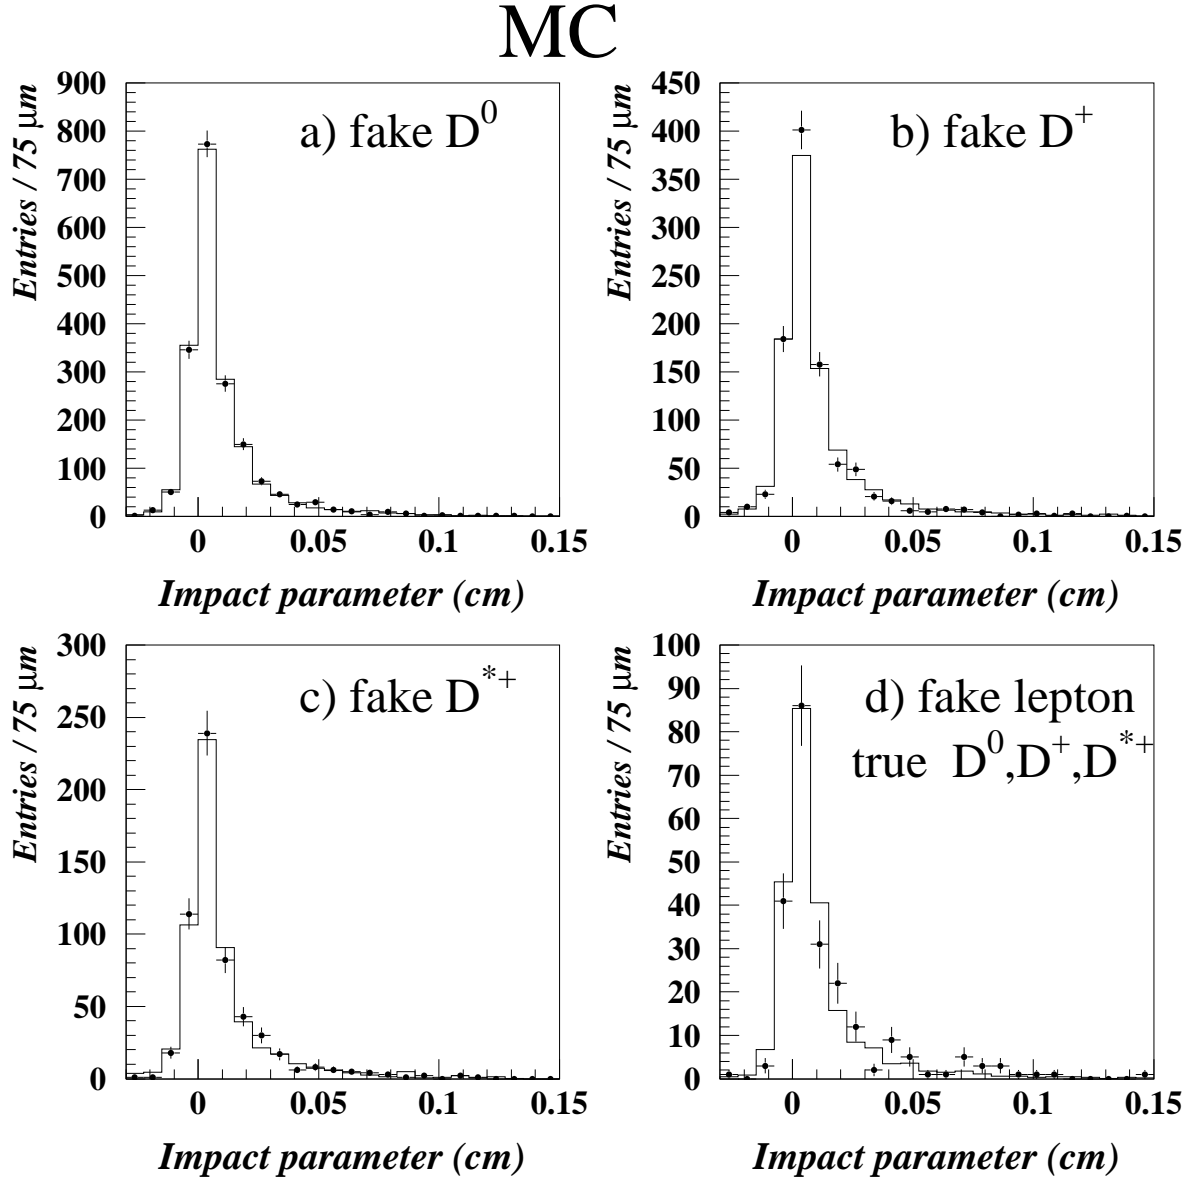 MC
Entries / 75 μm
900
800
700
600
500
400
300
200
100
0
a) fake D⁰
0 0.05 0.1 0.15
Impact parameter (cm)
Entries / 75 μm
450
400
350
300
250
200
150
100
50
0
b) fake D⁺
0 0.05 0.1 0.15
Impact parameter (cm)
Entries / 75 μm
300
250
200
150
100
50
0
c) fake D*⁺
0 0.05 0.1 0.15
Impact parameter (cm)
Entries / 75 μm
100
90
80
70
60
50
40
30
20
10
0
d) fake lepton
true D⁰,D⁺,D*⁺
0 0.05 0.1 0.15
Impact parameter (cm)